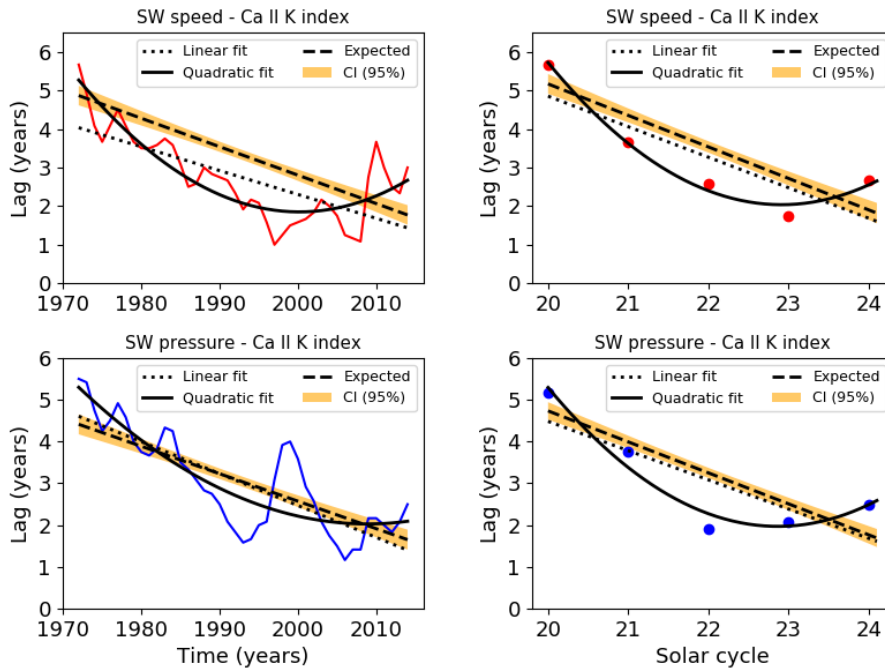 SW speed - Ca II K index
Linear fit
Quadratic fit
Expected
CI (95%)
Lag (years)
6
5
4
3
2
1
0
1970 1980 1990 2000 2010
SW speed - Ca II K index
Linear fit
Quadratic fit
Expected
CI (95%)
Lag (years)
6
5
4
3
2
1
0
20 21 22 23 24
SW pressure - Ca II K index
Linear fit
Quadratic fit
Expected
CI (95%)
Lag (years)
6
5
4
3
2
1
0
1970 1980 1990 2000 2010
Time (years)
SW pressure - Ca II K index
Linear fit
Quadratic fit
Expected
CI (95%)
Lag (years)
6
5
4
3
2
1
0
20 21 22 23 24
Solar cycle